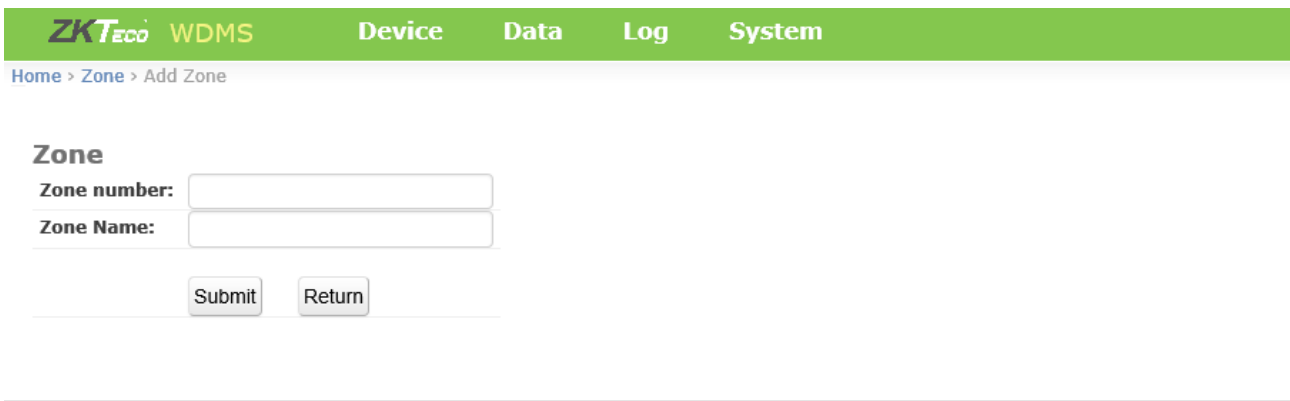 ZKTeco WDMS Device Data Log System
Home > Zone > Add Zone
Zone
Zone number:
Zone Name:
Submit Return